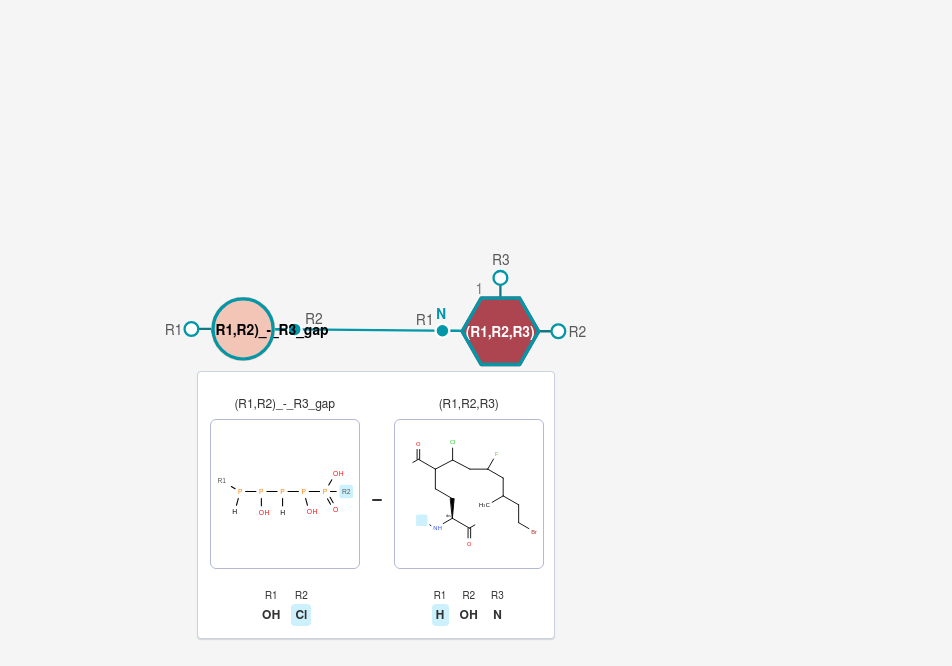 R3
1
R1
R2
R1,R2)_-_R3_gap
R1
N
(R1,R2,R3)
R2
(R1,R2)_-_R3_gap
(R1,R2,R3)
R1
P
P
P
P
P
OH
R2
H
OH
H
OH
O
O
Cl
F
H₃C
Br
NH
O
R1 R2
OH Cl
R1 R2 R3
H OH N